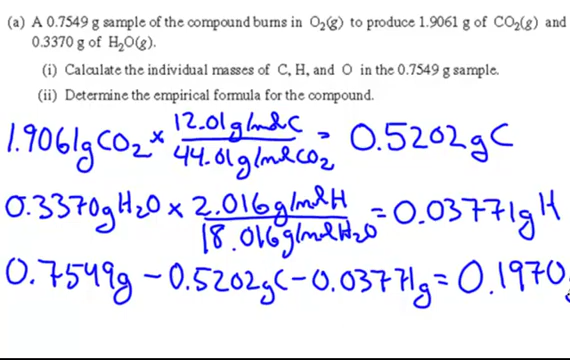 (a) A 0.7549 g sample of the compound burns in O₂(g) to produce 1.9061 g of CO₂(g) and
0.3370 g of H₂O(g).
(i) Calculate the individual masses of C, H, and O in the 0.7549 g sample.
(ii) Determine the empirical formula for the compound.
1.9061g CO₂ × 12.01g/mol C / 44.01g/mol CO₂ = 0.5202g C
0.3370g H₂O × 2.016g/mol H / 18.016g/mol H₂O = 0.03771g H
0.7549g - 0.5202g C - 0.03771g = 0.1970g